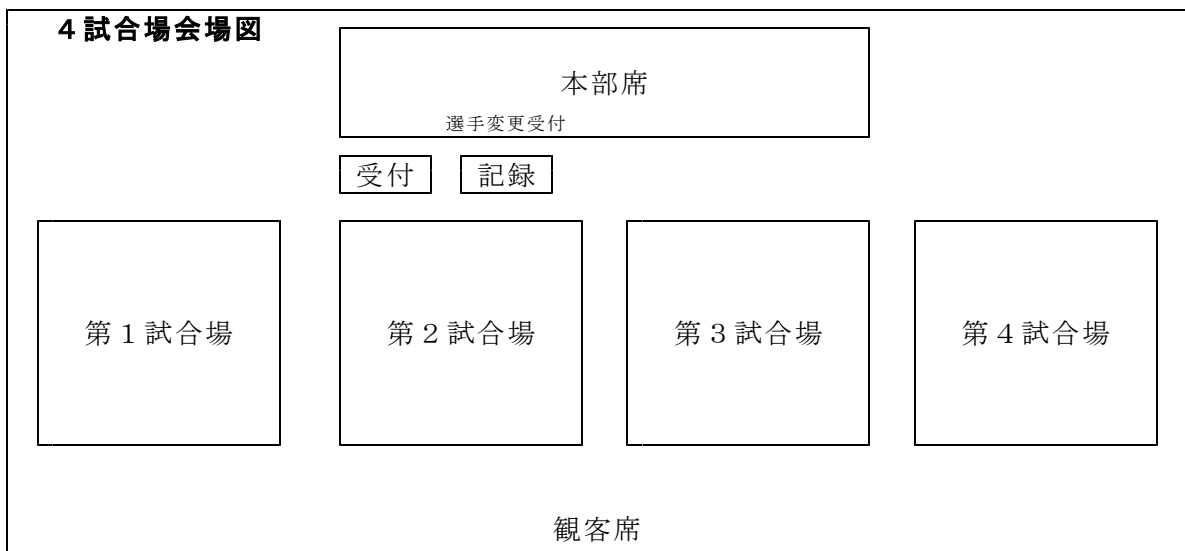 ４試合場会場図
本部席
選手変更受付
受付
記録
第１試合場
第２試合場
第３試合場
第４試合場
観客席